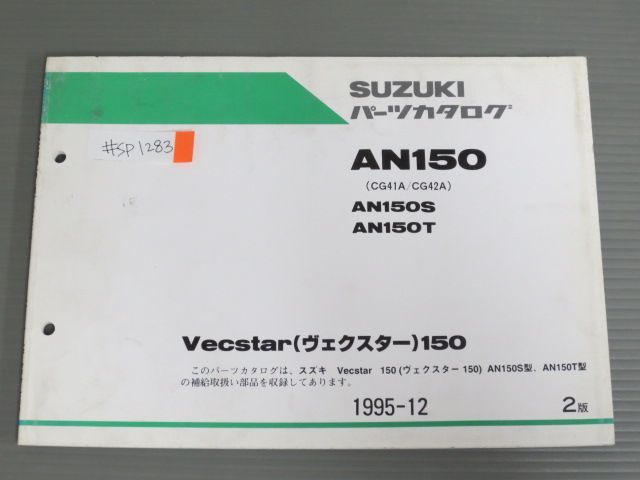 SUZUKI
パーツカタログ
#SP1283
AN150
(CG41A/CG42A)
AN150S
AN150T
Vecstar(ヴェクスター)150
このパーツカタログは、スズキ Vecstar 150(ヴェクスター 150) AN150S型、AN150T型
の補給取扱い部品を収録してあります。
1995-12
2版